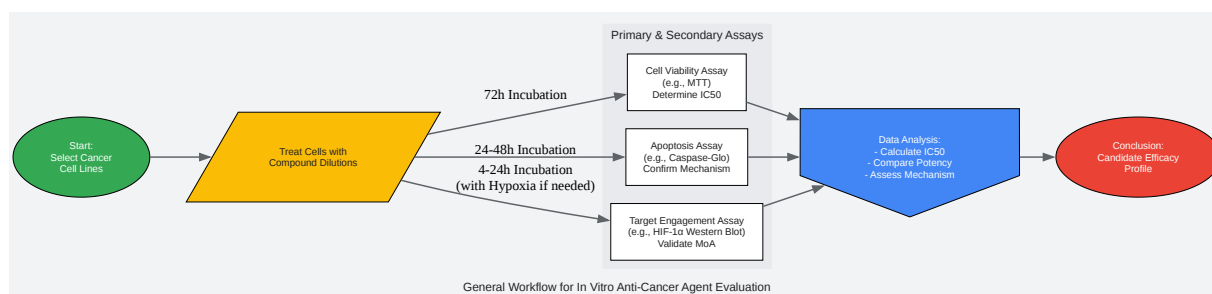 Primary & Secondary Assays
Start:
Select Cancer
Cell Lines
Treat Cells with
Compound Dilutions
72h Incubation
24-48h Incubation
4-24h Incubation
(with Hypoxia if needed)
Cell Viability Assay
(e.g., MTT)
Determine IC50
Apoptosis Assay
(e.g., Caspase-Glo)
Confirm Mechanism
Target Engagement Assay
(e.g., HIF-1α Western Blot)
Validate MoA
Data Analysis:
- Calculate IC50
- Compare Potency
- Assess Mechanism
Conclusion:
Candidate Efficacy
Profile
General Workflow for In Vitro Anti-Cancer Agent Evaluation